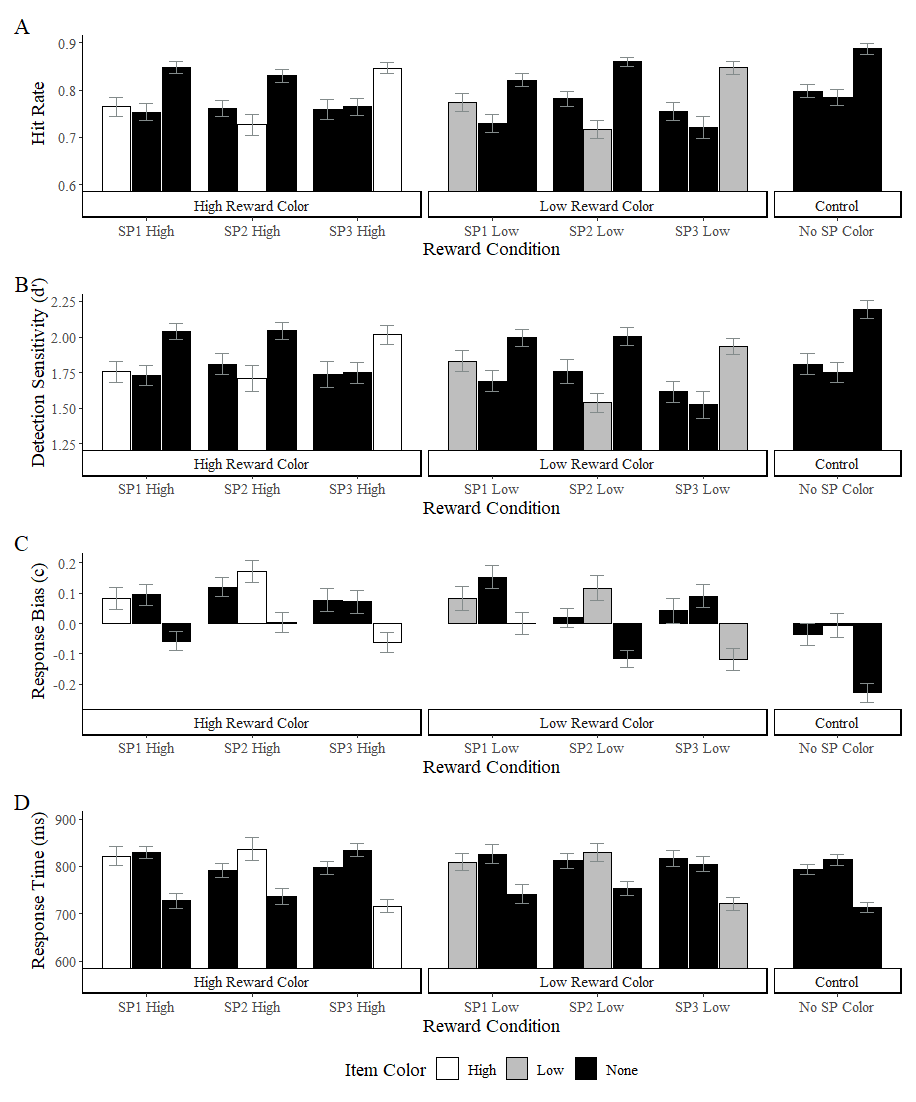 A
Hit Rate
0.9
0.8
0.7
0.6
High Reward Color Low Reward Color Control
SP1 High SP2 High SP3 High SP1 Low SP2 Low SP3 Low No SP Color
Reward Condition
B
Detection Sensitivity (d')
2.25
2.00
1.75
1.50
1.25
High Reward Color Low Reward Color Control
SP1 High SP2 High SP3 High SP1 Low SP2 Low SP3 Low No SP Color
Reward Condition
C
Response Bias (c)
0.2
0.1
0.0
-0.1
-0.2
High Reward Color Low Reward Color Control
SP1 High SP2 High SP3 High SP1 Low SP2 Low SP3 Low No SP Color
Reward Condition
D
Response Time (ms)
900
800
700
600
High Reward Color Low Reward Color Control
SP1 High SP2 High SP3 High SP1 Low SP2 Low SP3 Low No SP Color
Reward Condition
Item Color High Low None